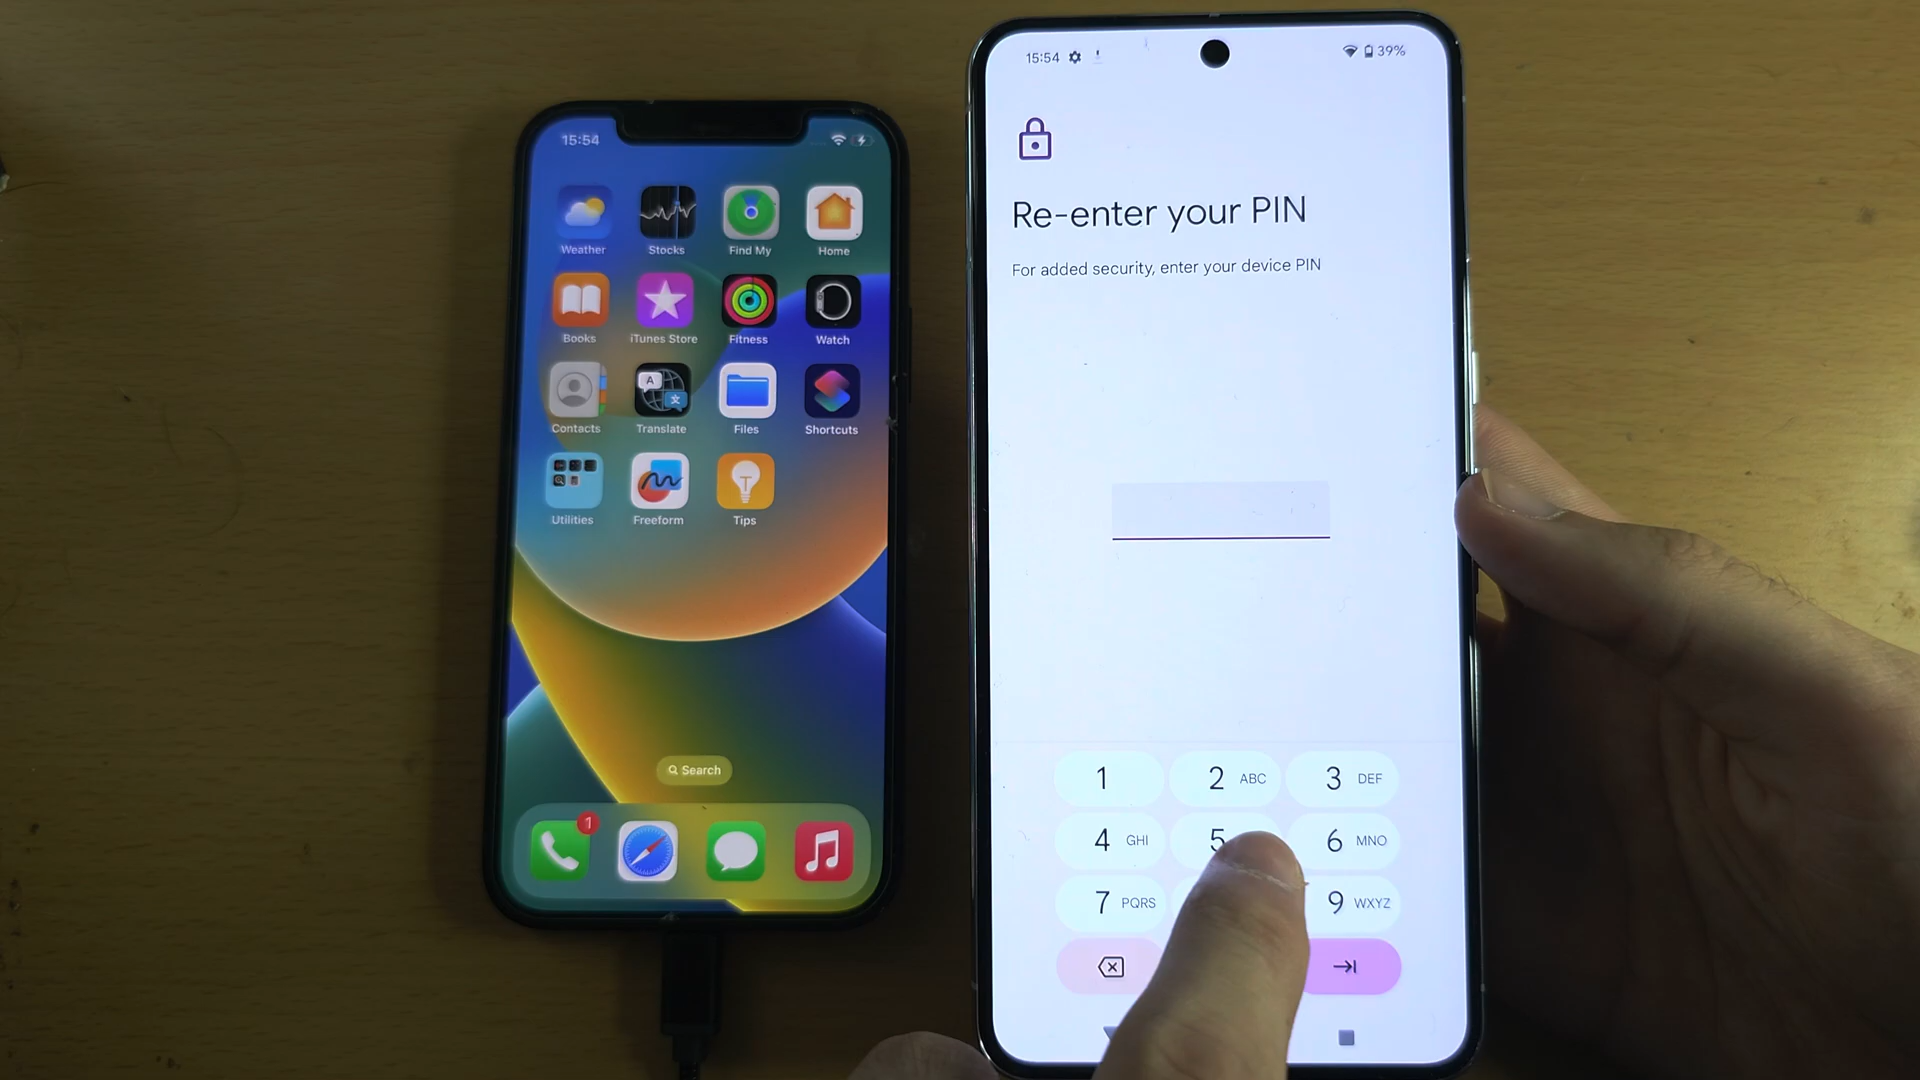 15:54
Weather
Stocks
Find My
Home
Books
iTunes Store
Fitness
Watch
Contacts
A
文
Translate
Files
Shortcuts
Utilities
Freeform
T
Tips
Search
1
15:54
39%
Re-enter your PIN
For added security, enter your device PIN
1
2 ABC
3 DEF
4 GHI
5
6 MNO
7 PQRS
9 WXYZ